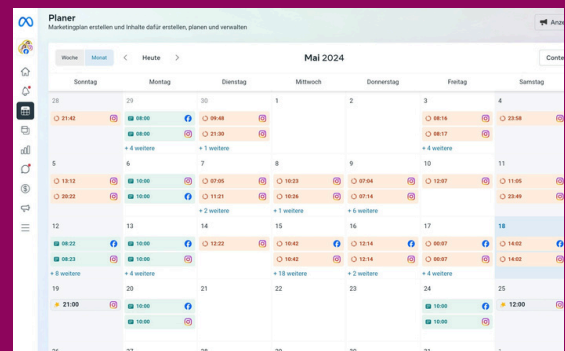 Planer
Marketingplan erstellen und Inhalte dafür erstellen, planen und verwalten
Anze
Woche Monat < Heute > Mai 2024 Conte
Sonntag Montag Dienstag Mittwoch Donnerstag Freitag Samstag
28 29 30 1 2 3 4
21:42 08:00 09:48 08:16 23:58
08:00 21:30 08:17
+ 4 weitere + 1 weitere + 4 weitere
5 6 7 8 9 10 11
13:12 10:00 07:05 10:23 07:04 12:07 11:05
20:22 10:00 11:21 10:26 07:14 23:49
+ 2 weitere + 1 weitere + 6 weitere
12 13 14 15 16 17 18
08:22 10:00 12:22 10:42 12:14 00:07 14:02
08:23 10:00 10:42 12:14 00:07 14:02
+ 8 weitere + 4 weitere + 18 weitere + 2 weitere + 4 weitere
19 20 21 22 23 24 25
21:00 10:00 10:00 12:00
10:00 10:00